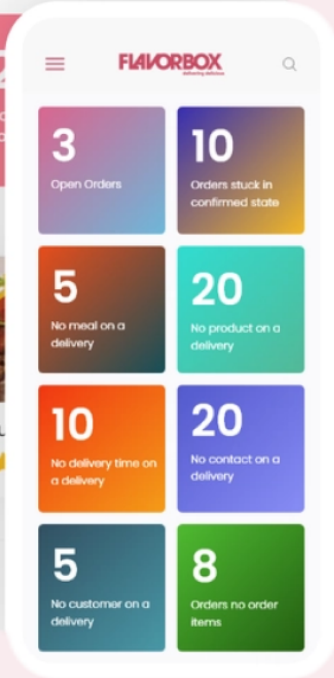 FLAVORBOX
delivering delicious
3
Open Orders
10
Orders stuck in
confirmed state
5
No meal on a
delivery
20
No product on a
delivery
10
No delivery time on
a delivery
20
No contact on a
delivery
5
No customer on a
delivery
8
Orders no order
items